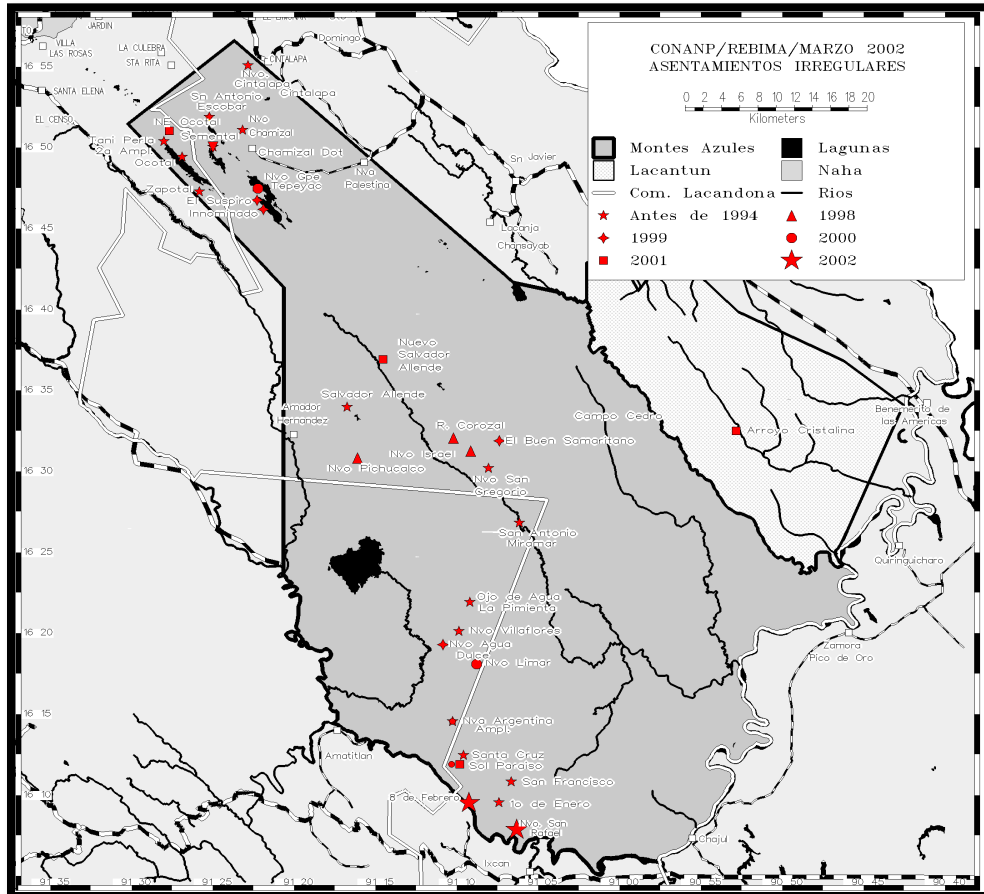 CONANP/REBIMA/MARZO 2002
ASENTAMIENTOS IRREGULARES
0 2 4 6 8 10 12 14 16 18 20
Kilometers
Montes Azules
Lagunas
Lacantun
Naha
Com. Lacandona
Rios
Antes de 1994
1998
1999
2000
2001
2002
TO
JARDIN
EL LIMONAR
VILLA
LAS ROSAS
LA CULEBRA
STA RITA
SANTA ELENA
EL CENSO
CINTALAPA
Domingo
Nvo.
Cintalapa
Cintalapa
Sn Antonio
Escobar
NE Ocotal
Semental
Nvo
Chamizal
Chamizal Dot
Tani Perla
2a Ampl.
Ocotal
Nvo Gpe
Tepeyac
Zapotal
El Suspiro
Innominado
Nva
Palestina
Sn Javier
Lacanja
Chansayab
Nuevo
Salvador
Allende
Salvador Allende
Amador
Hernandez
Campo Cedro
Arroyo Cristalina
Benemerito de
las Americas
R. Corozal
El Buen Samaritano
Nvo Israel
Nvo Pichucalco
Nvo San
Gregorio
San Antonio
Miramar
Quiringuicharo
Ojo de Agua
La Pimienta
Nvo Villaflores
Nvo Agua
Dulce
Nvo Limar
Zamora
Pico de Oro
Nva Argentina
Ampl.
Amatitlan
Santa Cruz
Sol Paraiso
San Francisco
8 de Febrero
1o de Enero
Nvo. San
Rafael
Chajul
Ixcan
16 55
16 50
16 45
16 40
16 35
16 30
16 25
16 20
16 15
16 10
91 35
91 30
91 25
91 20
91 15
91 10
91 05
91 00
90 55
90 50
90 45
90 40